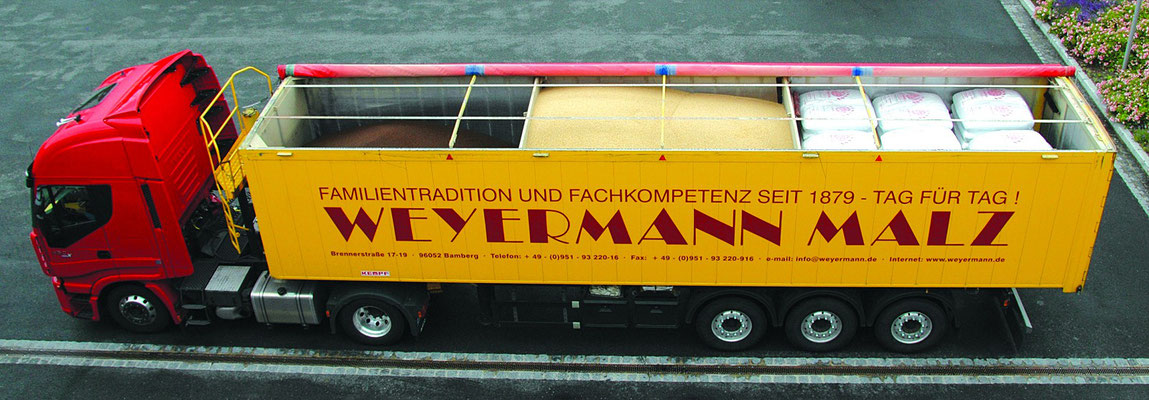 FAMILIENTRADITION UND FACHKOMPETENZ SEIT 1879 - TAG FÜR TAG !
WEYERMANN MALZ
Brennerstraße 17-19 · 96052 Bamberg · Telefon: + 49 - (0)951 - 93 220-16 · Fax: + 49 - (0)951 - 93 220-916 · e-mail: info@weyermann.de · Internet: www.weyermann.de
KEMPF